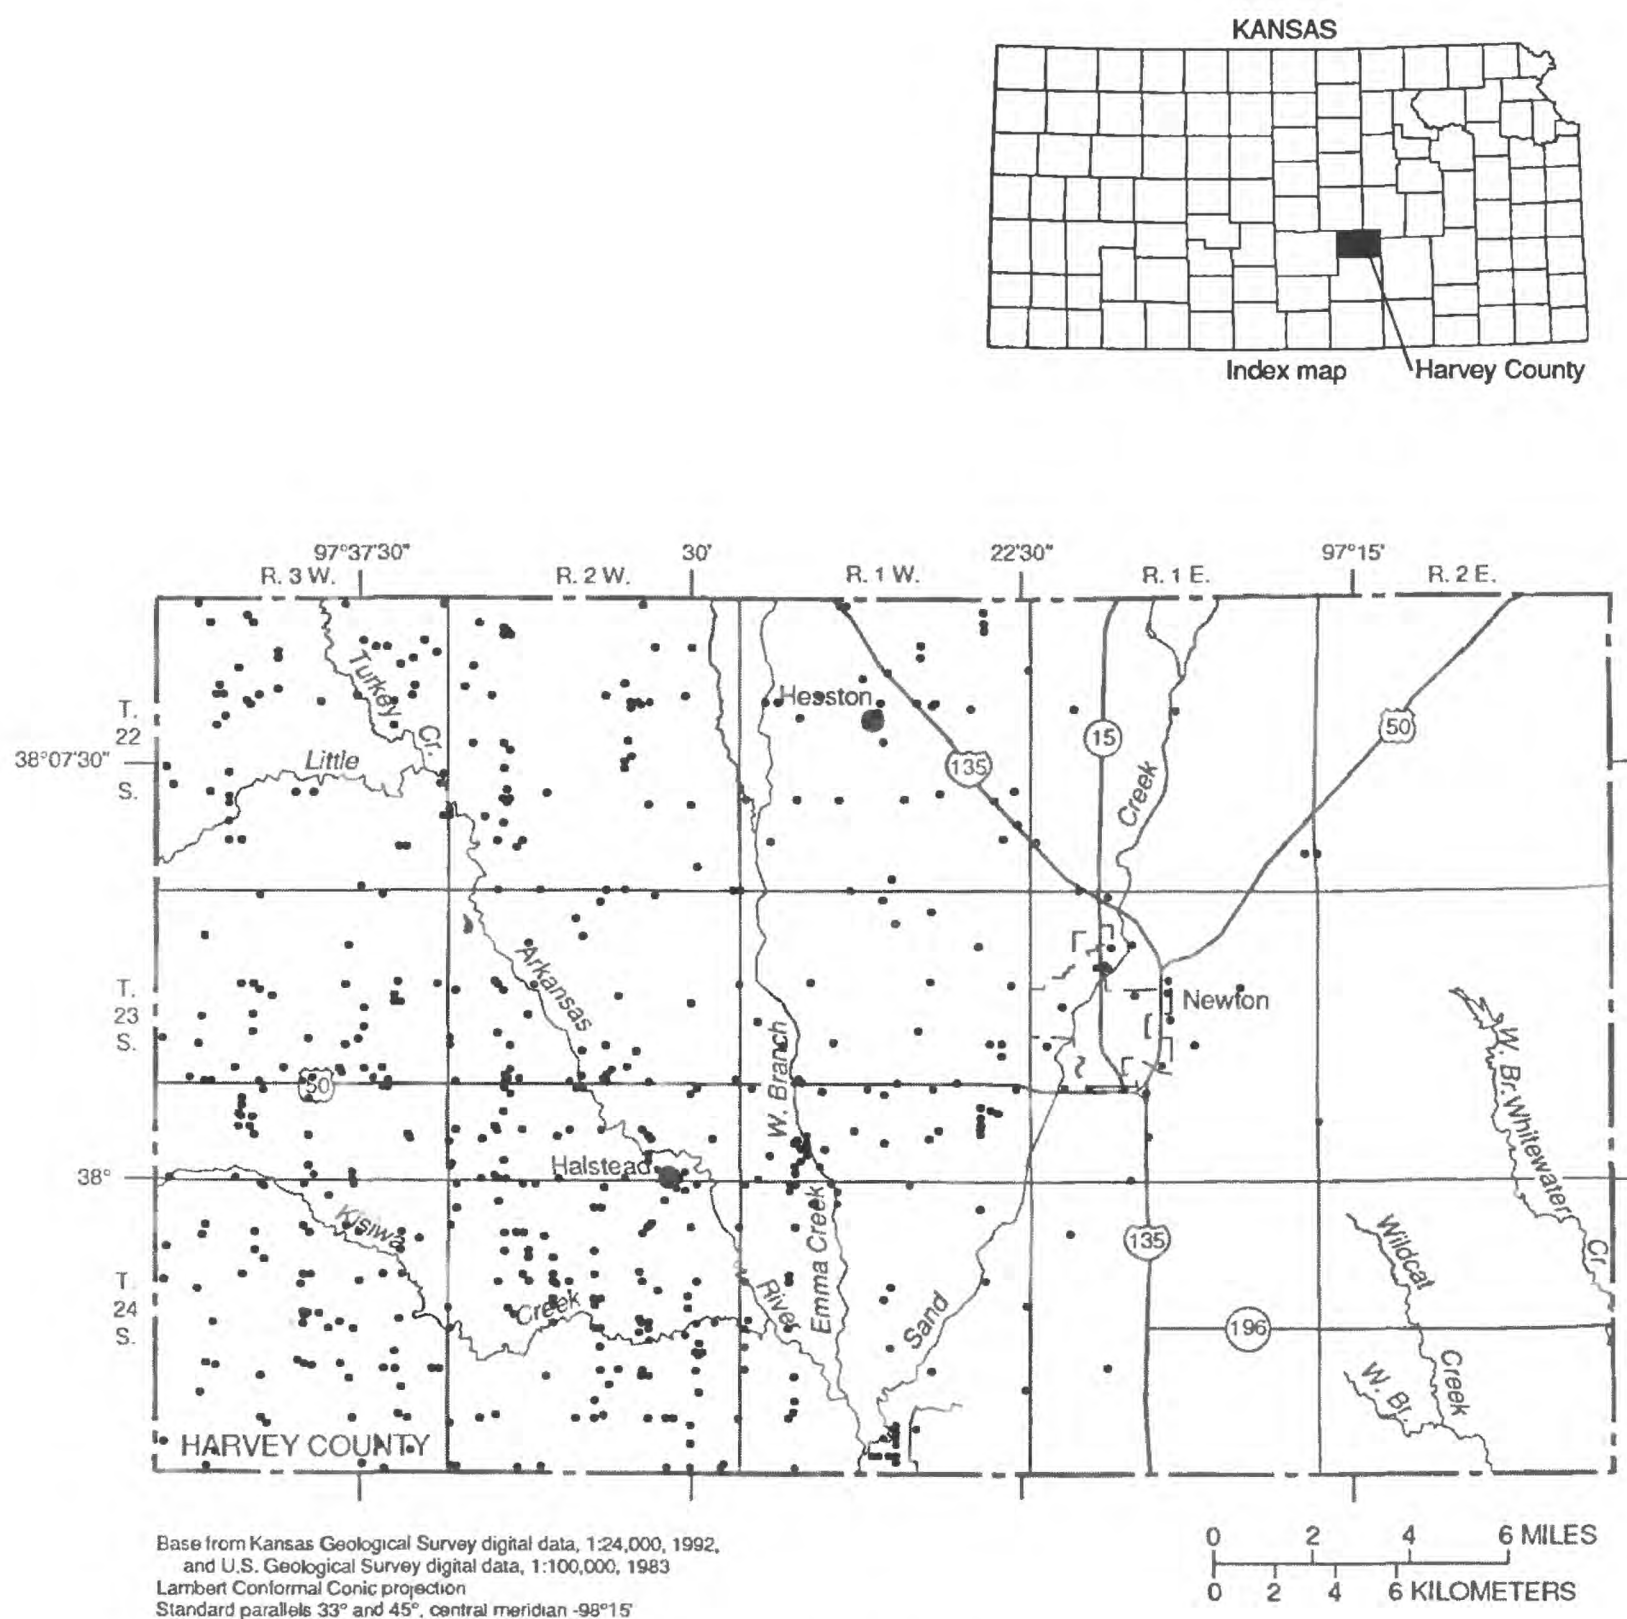 KANSAS
Index map
Harvey County
97°37'30"
30'
22'30"
97°15'
R. 3 W.
R. 2 W.
R. 1 W.
R. 1 E.
R. 2 E.
T.
22
S.
38°07'30"
Turkey
Cr.
Little
Hesston
135
15
50
Creek
T.
23
S.
Arkansas
W. Branch
Newton
50
W. Br. Whitewater
Cr.
38°
Halstead
Kisiwa
Creek
T.
24
S.
River
Emma Creek
Sand
135
196
Wildcat
Creek
W. Br.
HARVEY COUNTY
Base from Kansas Geological Survey digital data, 1:24,000, 1992,
and U.S. Geological Survey digital data, 1:100,000, 1983
Lambert Conformal Conic projection
Standard parallels 33° and 45°, central meridian -98°15'
0 2 4 6 MILES
0 2 4 6 KILOMETERS